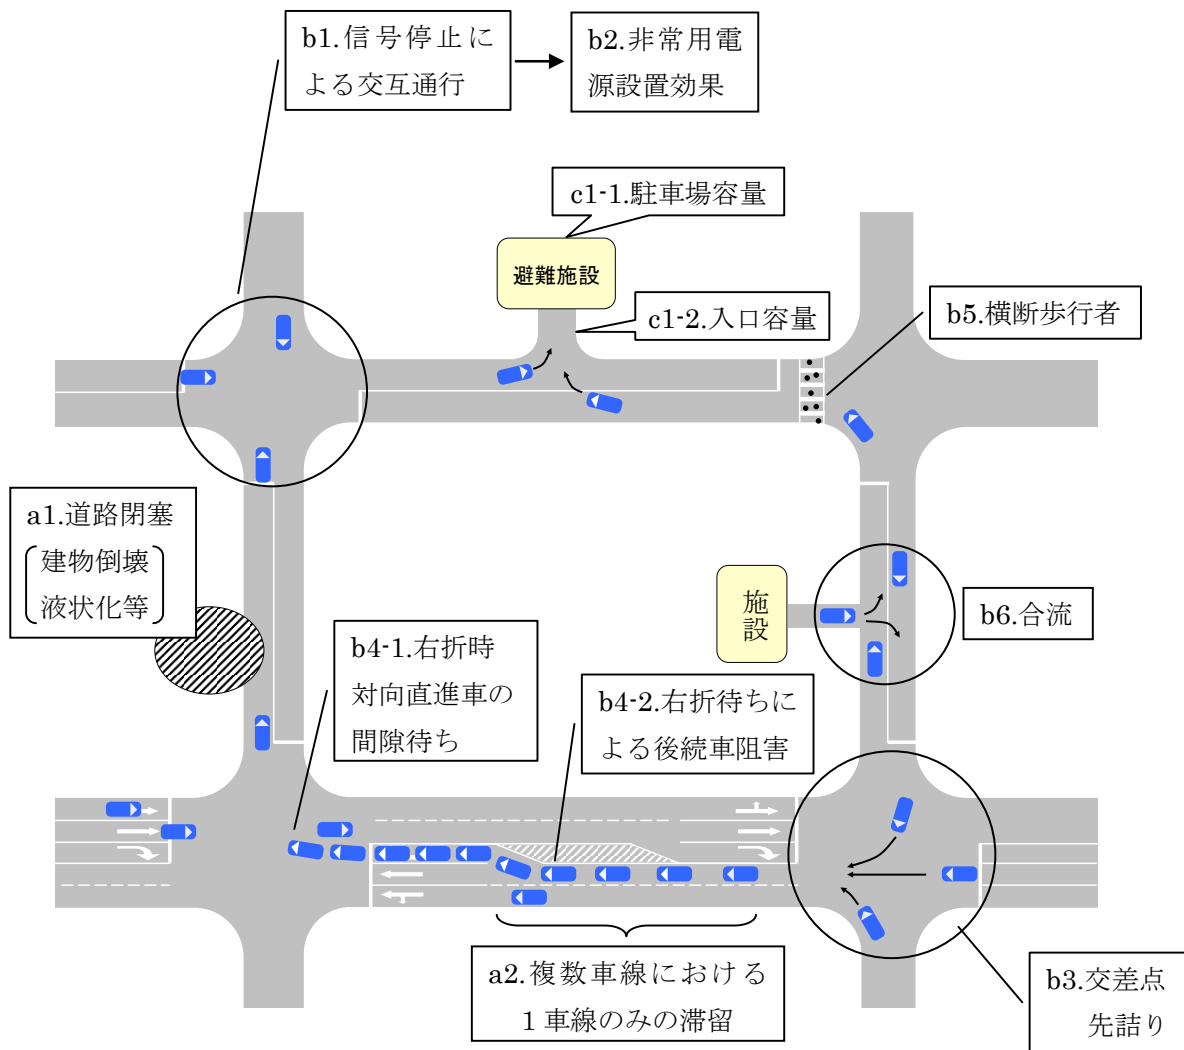 b1.信号停止に
よる交互通行
b2.非常用電
源設置効果
c1-1.駐車場容量
避難施設
c1-2.入口容量
b5.横断歩行者
a1.道路閉塞
建物倒壊
液状化等
施設
b6.合流
b4-1.右折時
対向直進車の
間隙待ち
b4-2.右折待ちに
よる後続車阻害
a2.複数車線における
1 車線のみの滞留
b3.交差点
先詰り